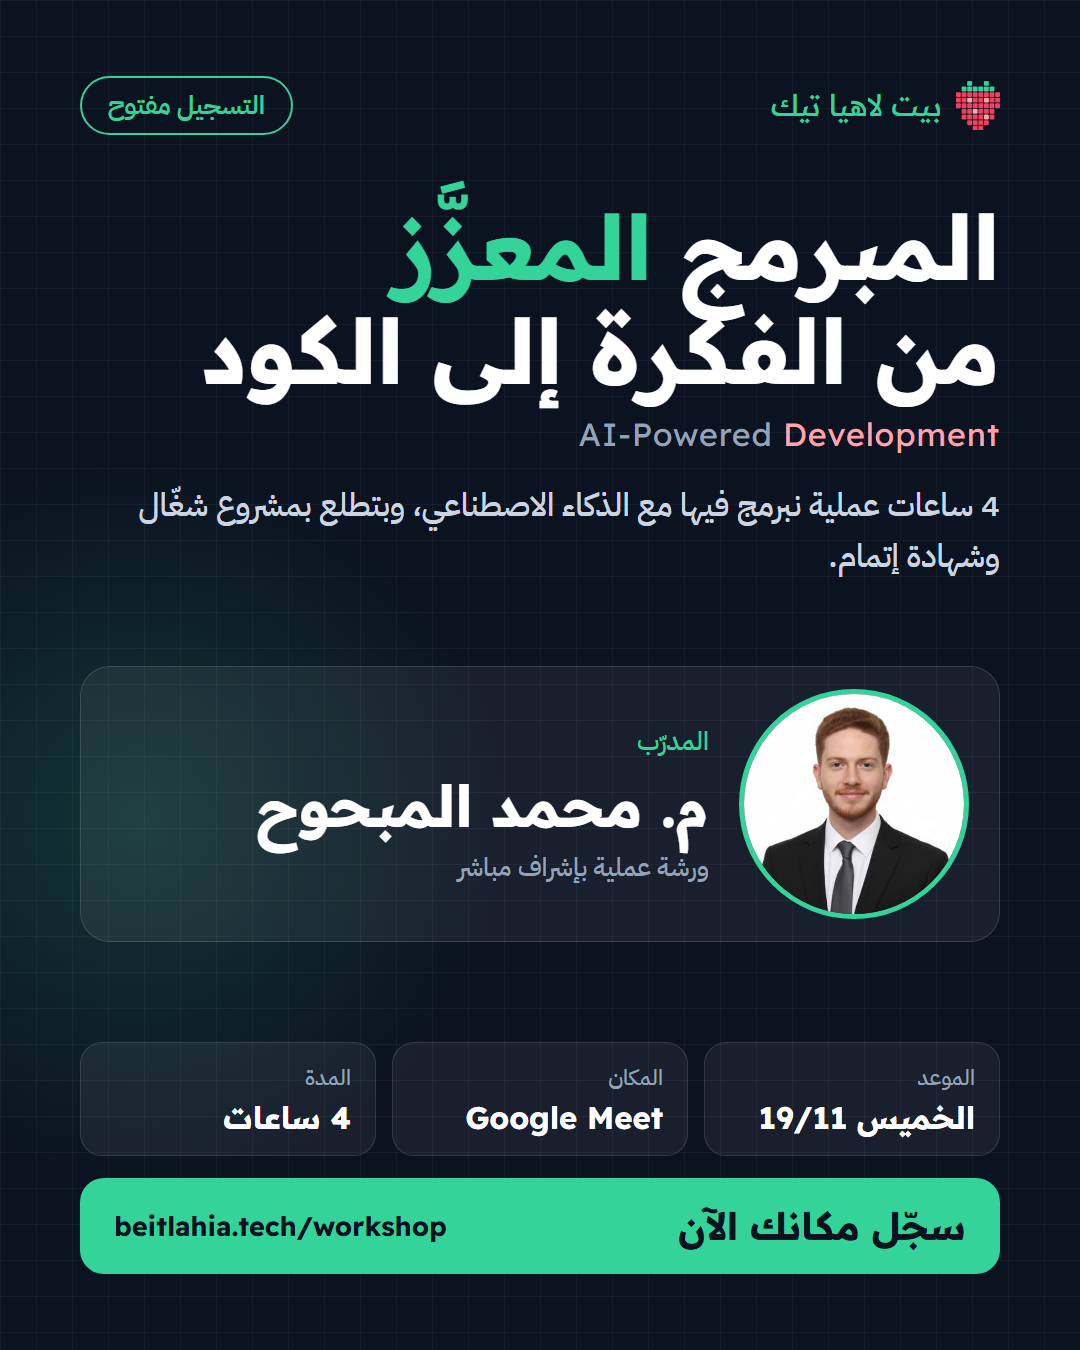 بيت لاهيا تيك
التسجيل مفتوح
المبرمج المعزَّز
من الفكرة إلى الكود
AI-Powered Development
4 ساعات عملية نبرمج فيها مع الذكاء الاصطناعي، وبتطلع بمشروع شغّال
وشهادة إتمام.
المدرّب
م. محمد المبحوح
ورشة عملية بإشراف مباشر
الموعد
الخميس 19/11
المكان
Google Meet
المدة
4 ساعات
سجّل مكانك الآن
beitlahia.tech/workshop